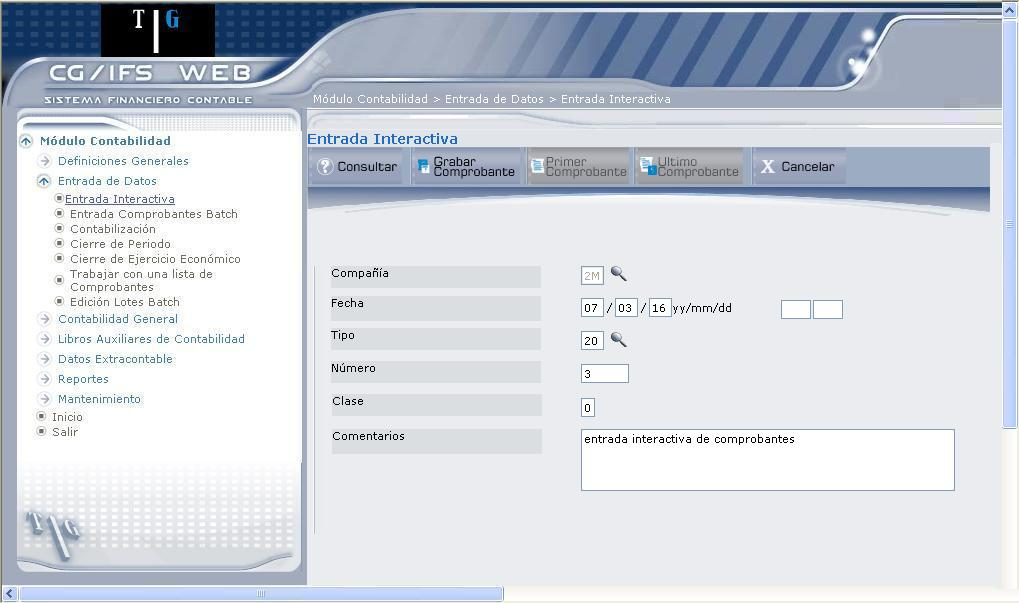 T|G
CG/IFS WEB
SISTEMA FINANCIERO CONTABLE
Módulo Contabilidad > Entrada de Datos > Entrada Interactiva
Módulo Contabilidad
Definiciones Generales
Entrada de Datos
Entrada Interactiva
Entrada Comprobantes Batch
Contabilización
Cierre de Periodo
Cierre de Ejercicio Económico
Trabajar con una lista de
Comprobantes
Edición Lotes Batch
Contabilidad General
Libros Auxiliares de Contabilidad
Datos Extracontable
Reportes
Mantenimiento
Inicio
Salir
T|G
Entrada Interactiva
? Consultar
Grabar
Comprobante
Primer
Comprobante
Ultimo
Comprobante
X Cancelar
Compañía 2M
Fecha 07 / 03 / 16 yy/mm/dd
Tipo 20
Número 3
Clase 0
Comentarios entrada interactiva de comprobantes